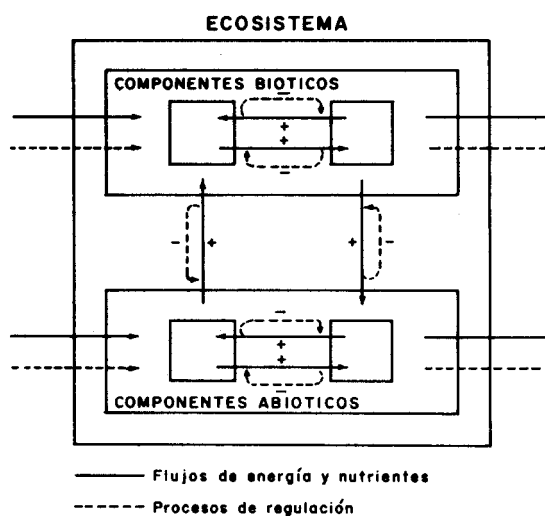 ECOSISTEMA
COMPONENTES BIOTICOS
–
+
+
–
– + + –
–
+
+
–
COMPONENTES ABIOTICOS
Flujos de energía y nutrientes
Procesos de regulación